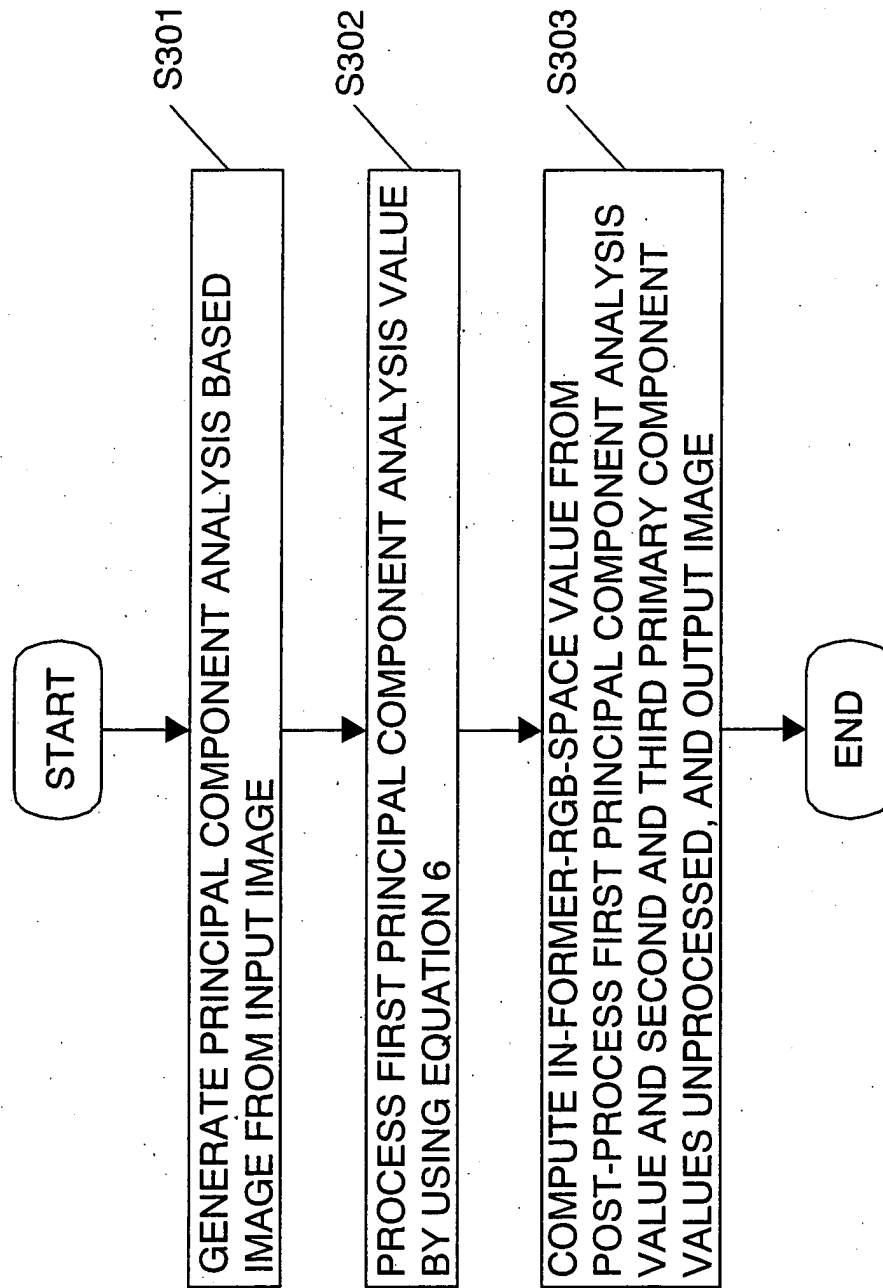 START
S301
GENERATE PRINCIPAL COMPONENT ANALYSIS BASED
IMAGE FROM INPUT IMAGE
S302
PROCESS FIRST PRINCIPAL COMPONENT ANALYSIS VALUE
BY USING EQUATION 6
S303
COMPUTE IN-FORMER-RGB-SPACE VALUE FROM
POST-PROCESS FIRST PRINCIPAL COMPONENT ANALYSIS
VALUE AND SECOND AND THIRD PRIMARY COMPONENT
VALUES UNPROCESSED, AND OUTPUT IMAGE
END